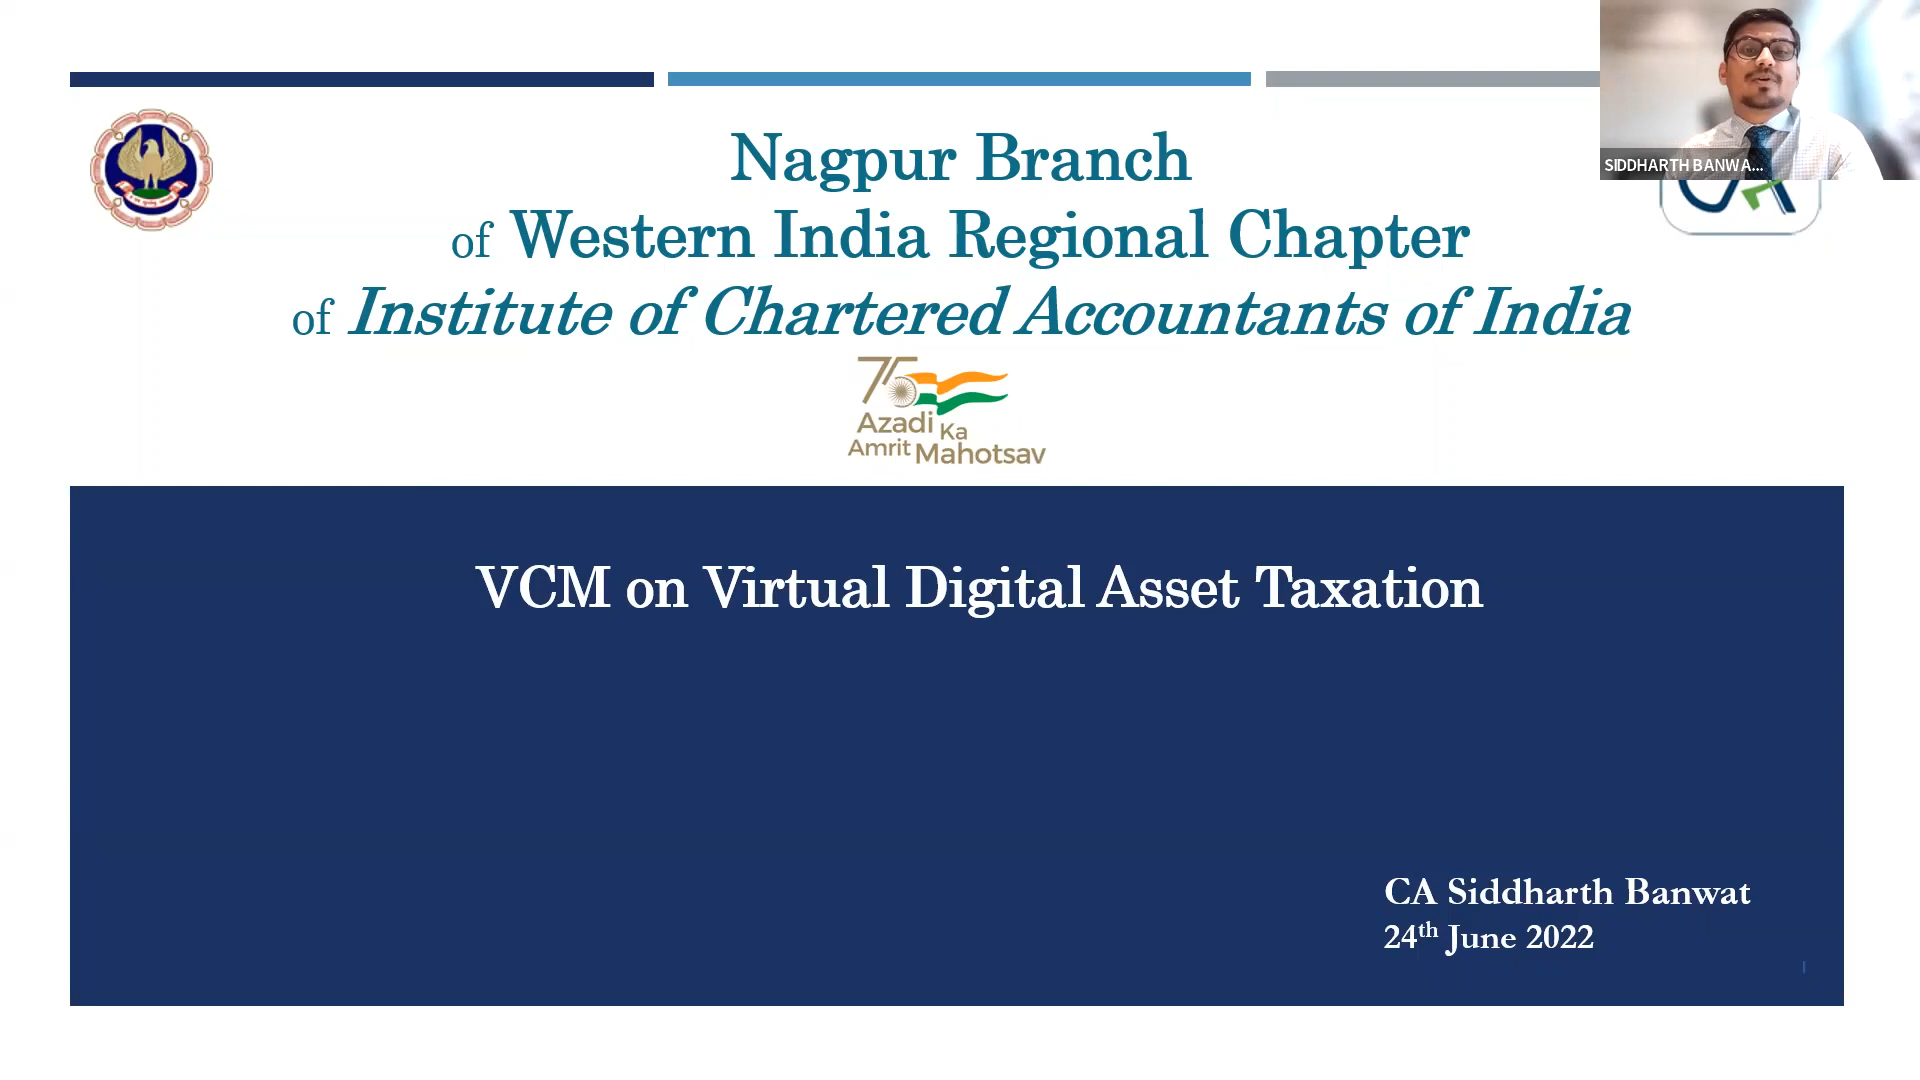 SIDDHARTH BANWA...
Nagpur Branch
of Western India Regional Chapter
of Institute of Chartered Accountants of India
75
Azadi Ka
Amrit Mahotsav
VCM on Virtual Digital Asset Taxation
CA Siddharth Banwat
24th June 2022